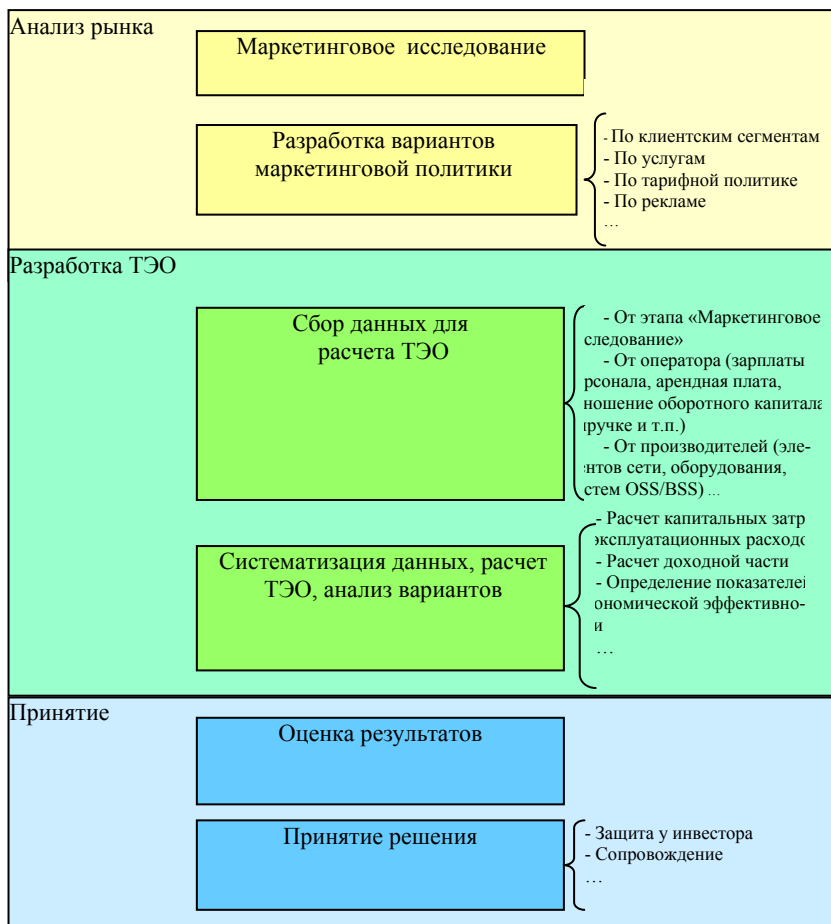 Анализ рынка
Маркетинговое исследование
Разработка вариантов
маркетинговой политики
- По клиентским сегментам
- По услугам
- По тарифной политике
- По рекламе
...
Разработка ТЭО
Сбор данных для
расчета ТЭО
- От этапа «Маркетинговое
следование»
- От оператора (зарплаты
рсонала, арендная плата,
ношение оборотного капитала
ручке и т.п.)
- От производителей (эле-
ентов сети, оборудования,
стем OSS/BSS) ...
Систематизация данных, расчет
ТЭО, анализ вариантов
- Расчет капитальных затр
эксплуатационных расходо
- Расчет доходной части
- Определение показателей
ономической эффективно-
и
...
Принятие
Оценка результатов
Принятие решения
- Защита у инвестора
- Сопровождение
...